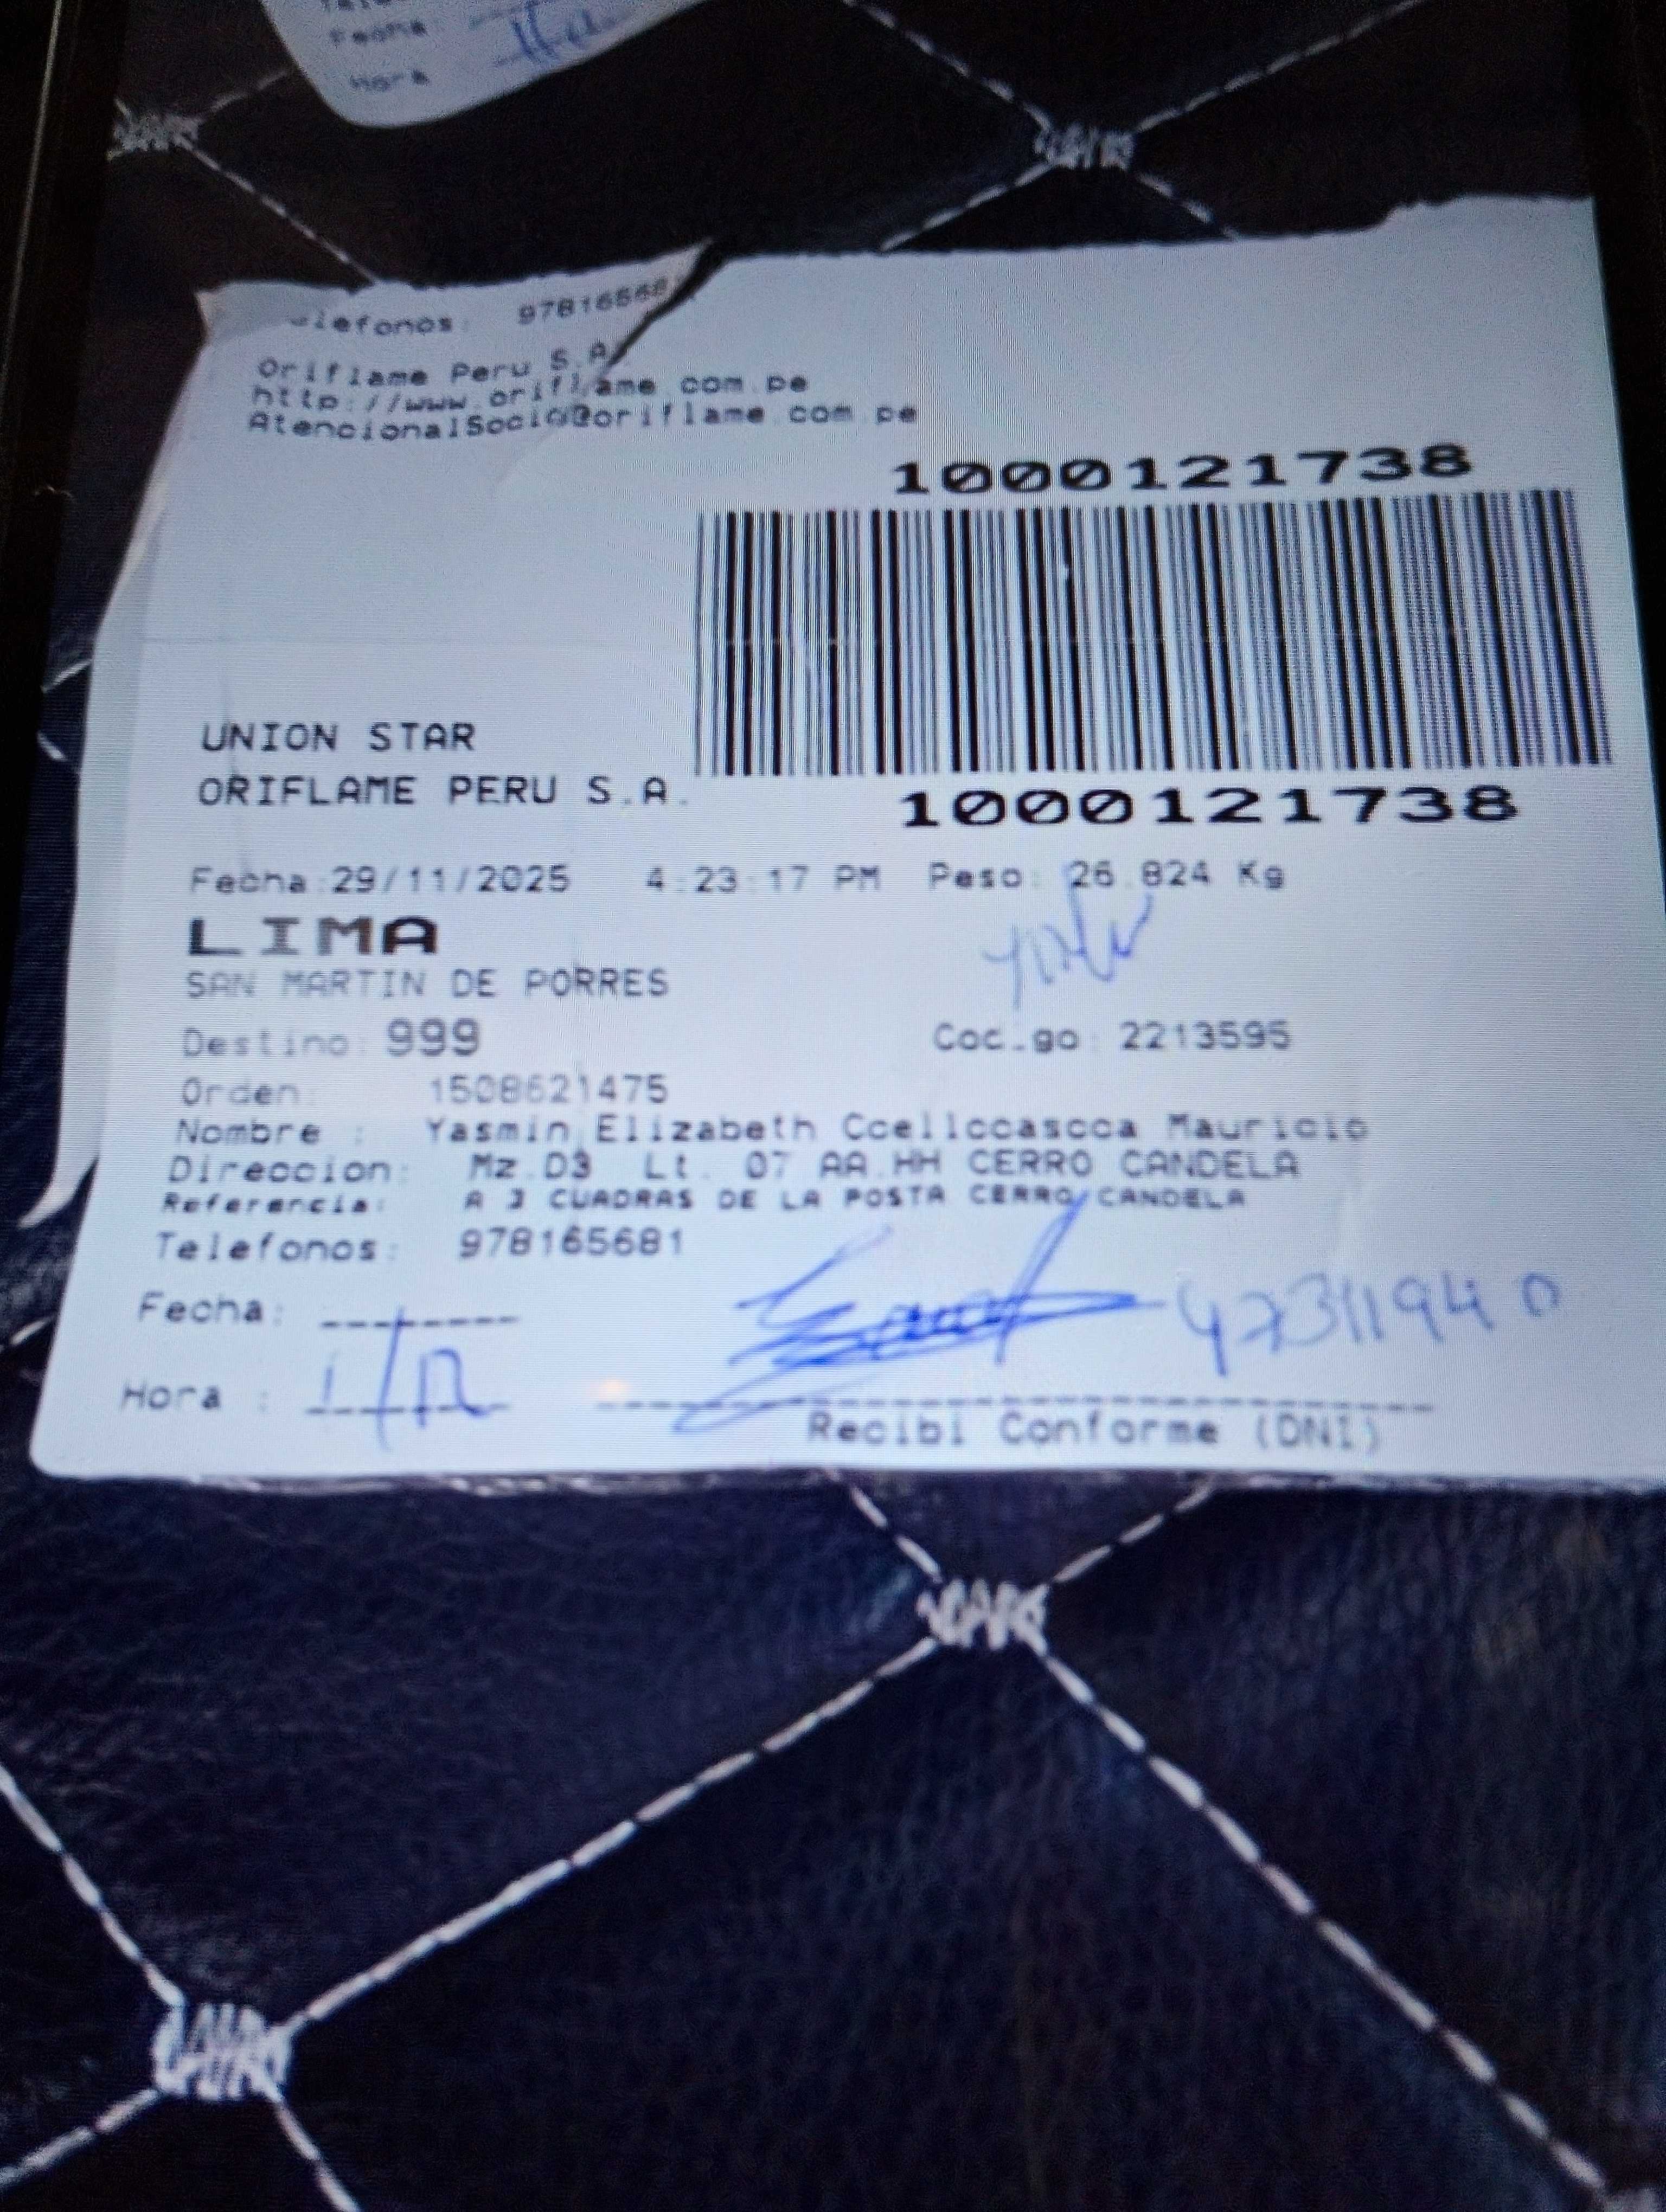 Fecha
hora
elefonos: 97816568
Oriflame Peru S.A
http://www.oriflame.com.pe
AtencionalSocio@oriflame.com.pe
1000121738
1000121738
UNION STAR
ORIFLAME PERU S.A.
Fecha:29/11/2025 4:23:17 PM Peso: 26.824 Kg
LIMA
SAN MARTIN DE PORRES
Destino: 999 Codigo: 2213595
Orden: 1508621475
Nombre : Yasmin Elizabeth Ccellccascca Mauricio
Direccion: Mz.D3 Lt. 07 AA.HH CERRO CANDELA
Referencia: A 3 CUADRAS DE LA POSTA CERRO CANDELA
Telefonos: 978165681
Fecha: 47311940
Hora : 1/12
Recibi Conforme (DNI)